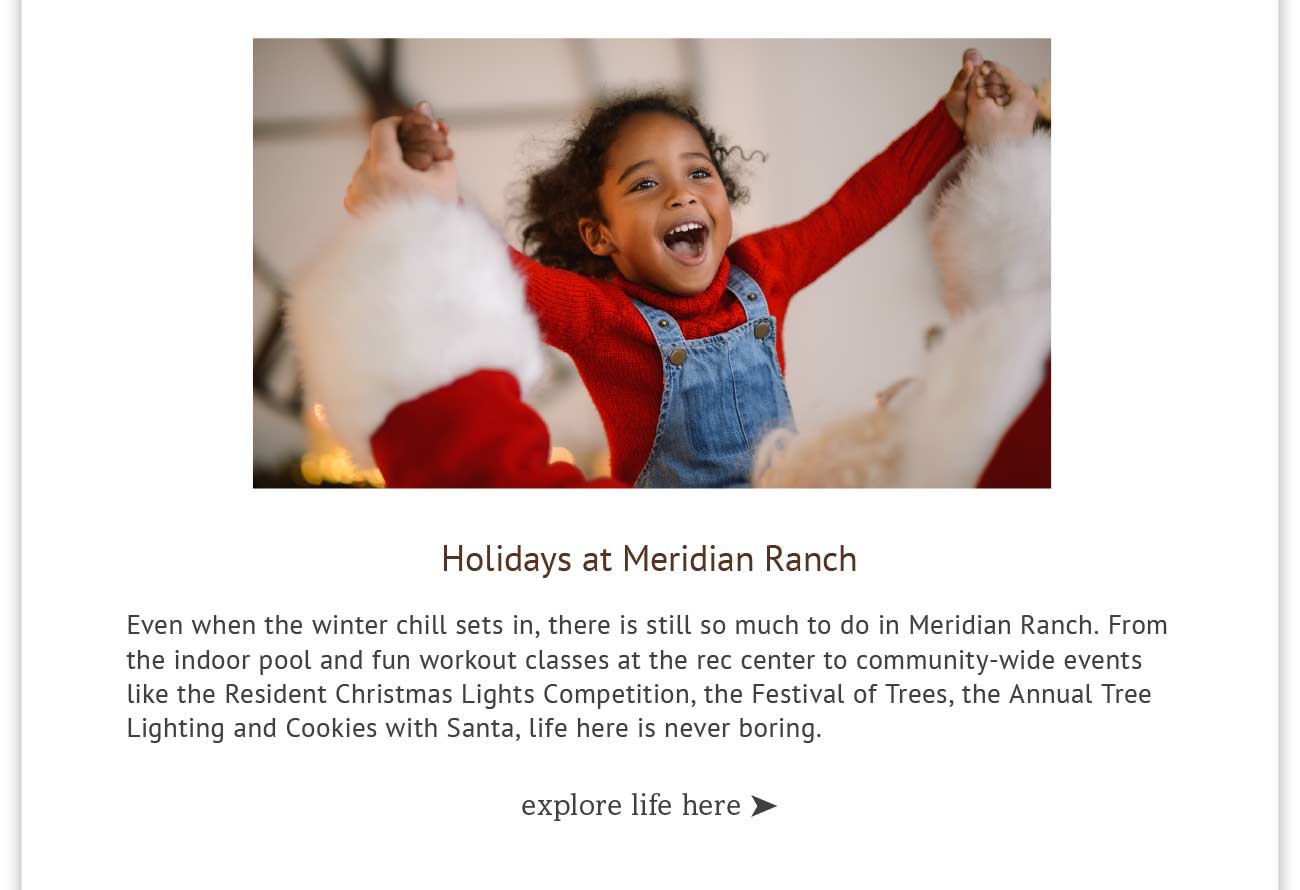 Holidays at Meridian Ranch
Even when the winter chill sets in, there is still so much to do in Meridian Ranch. From
the indoor pool and fun workout classes at the rec center to community-wide events
like the Resident Christmas Lights Competition, the Festival of Trees, the Annual Tree
Lighting and Cookies with Santa, life here is never boring.
explore life here ➤